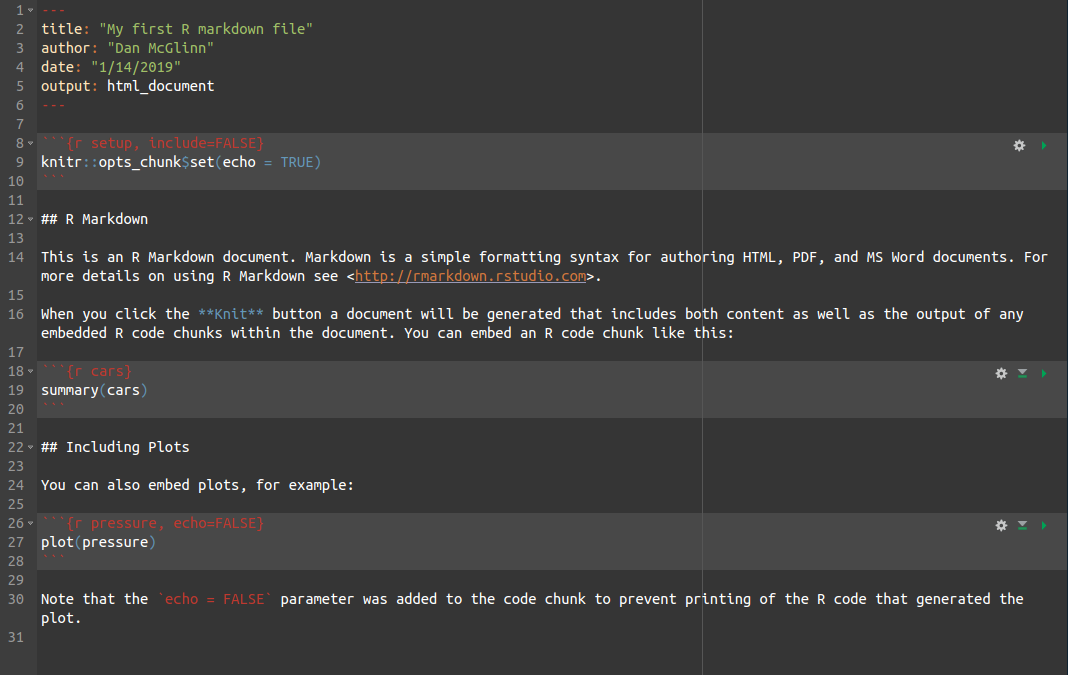 1 ---
2 title: "My first R markdown file"
3 author: "Dan McGlinn"
4 date: "1/14/2019"
5 output: html_document
6 ---
7
8 ```{r setup, include=FALSE}
9 knitr::opts_chunk$set(echo = TRUE)
10 ```
11
12 ## R Markdown
13
14 This is an R Markdown document. Markdown is a simple formatting syntax for authoring HTML, PDF, and MS Word documents. For
more details on using R Markdown see <http://rmarkdown.rstudio.com>.
15
16 When you click the **Knit** button a document will be generated that includes both content as well as the output of any
embedded R code chunks within the document. You can embed an R code chunk like this:
17
18 ```{r cars}
19 summary(cars)
20 ```
21
22 ## Including Plots
23
24 You can also embed plots, for example:
25
26 ```{r pressure, echo=FALSE}
27 plot(pressure)
28 ```
29
30 Note that the `echo = FALSE` parameter was added to the code chunk to prevent printing of the R code that generated the
plot.
31